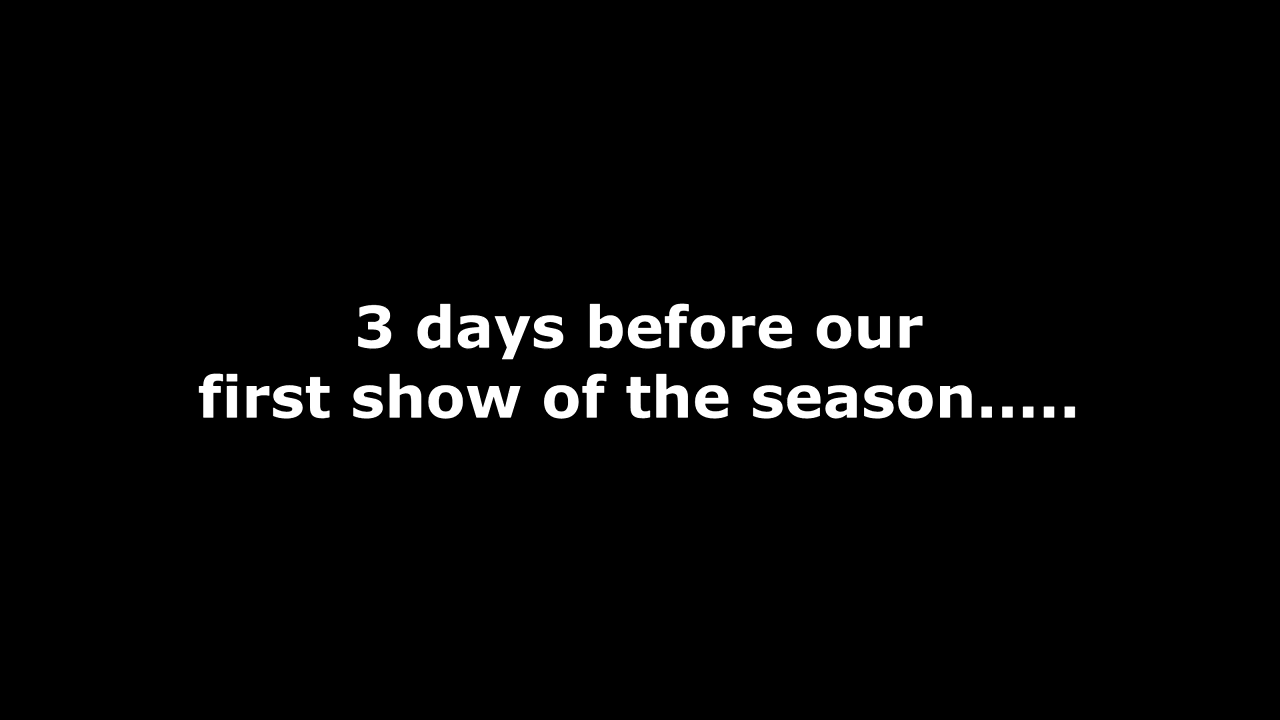 3 days before our
first show of the season.....